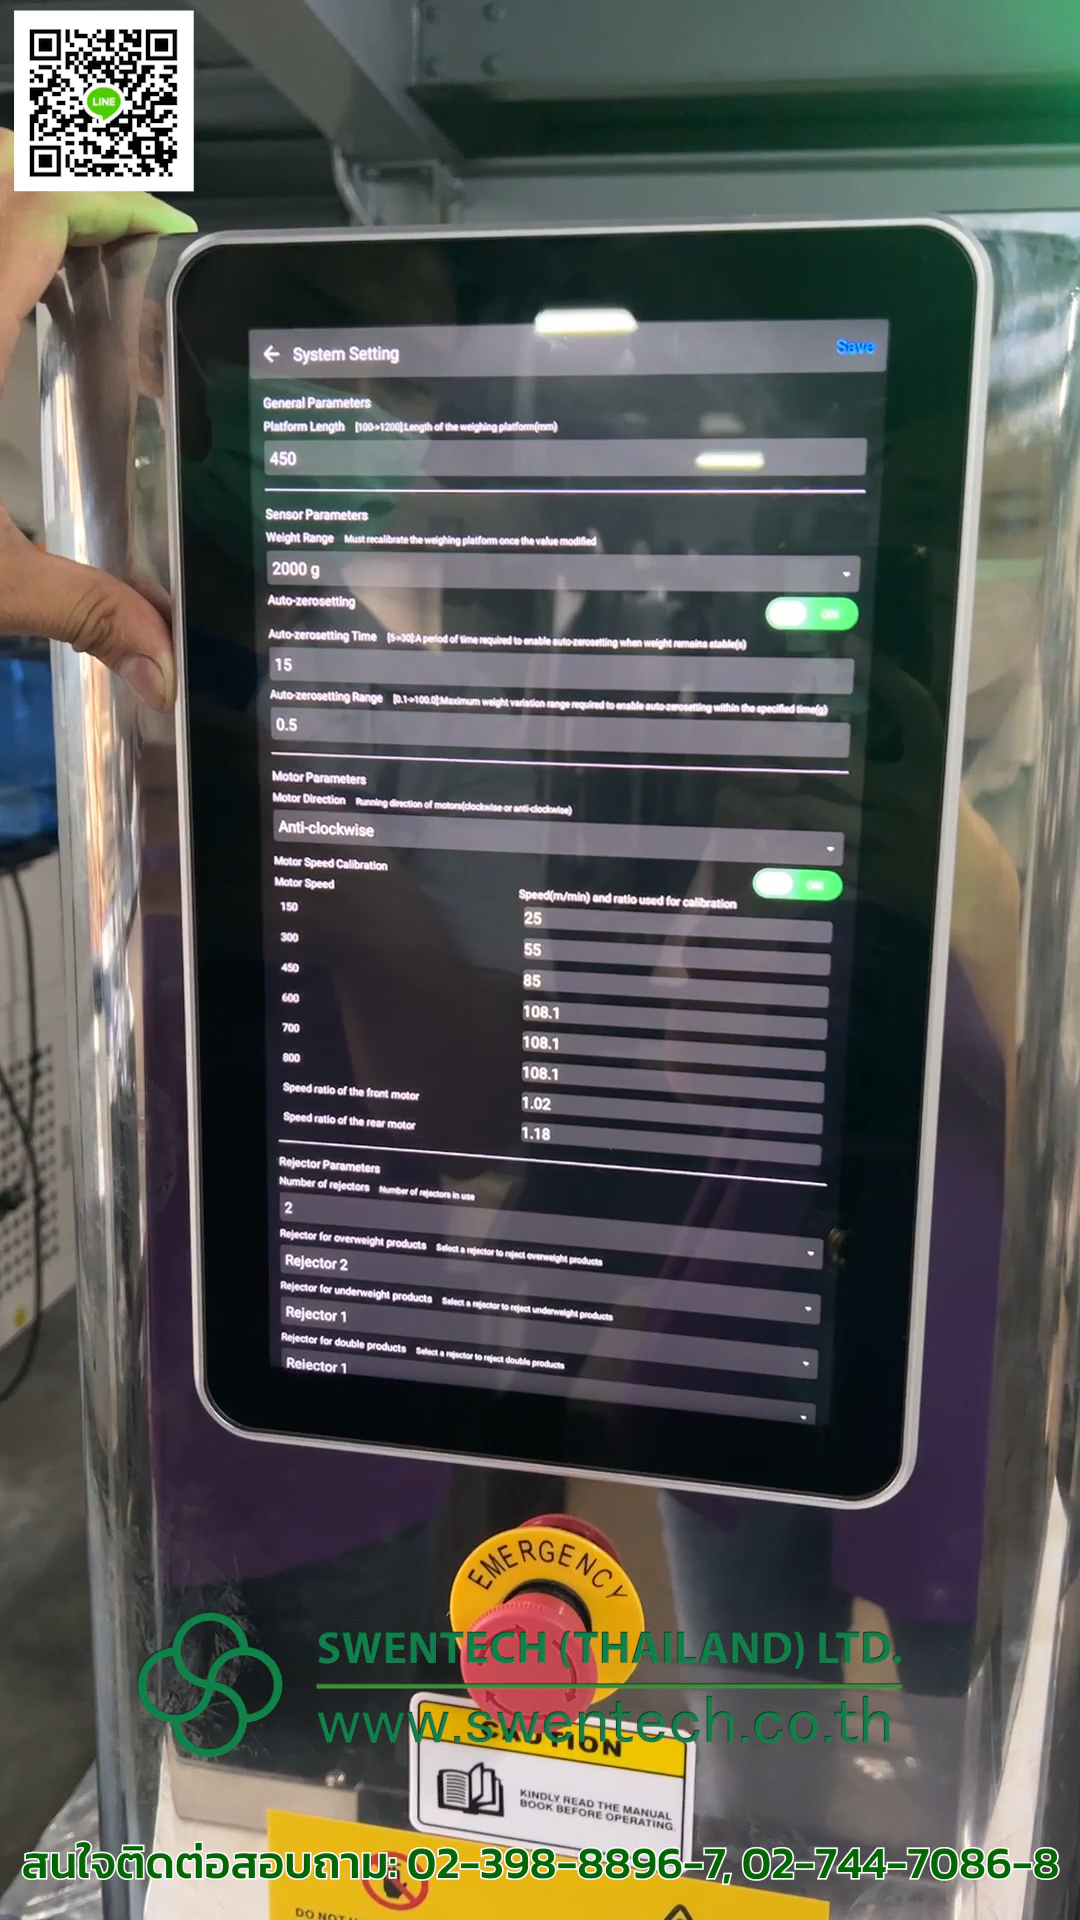 LINE
System Setting
Save
General Parameters
Platform Length [100->1200]:Length of the weighing platform(mm)
450
Sensor Parameters
Weight Range Must recalibrate the weighing platform once the value modified
2000 g
Auto-zerosetting
ON
Auto-zerosetting Time [5->30]:A period of time required to enable auto-zerosetting when weight remains stable(s)
15
Auto-zerosetting Range [0.1->100.0]:Maximum weight variation range required to enable auto-zerosetting within the specified time(g)
0.5
Motor Parameters
Motor Direction Running direction of motors(clockwise or anti-clockwise)
Anti-clockwise
Motor Speed Calibration
ON
Motor Speed
Speed(m/min) and ratio used for calibration
150
25
300
55
450
85
600
108.1
700
108.1
800
108.1
Speed ratio of the front motor
1.02
Speed ratio of the rear motor
1.18
Rejector Parameters
Number of rejectors Number of rejectors in use
2
Rejector for overweight products Select a rejector to reject overweight products
Rejector 2
Rejector for underweight products Select a rejector to reject underweight products
Rejector 1
Rejector for double products Select a rejector to reject double products
Rejector 1
EMERGENCY
SWENTECH (THAILAND) LTD.
www.swentech.co.th
CAUTION
KINDLY READ THE MANUAL
BOOK BEFORE OPERATING.
สนใจติดต่อสอบถาม: 02-398-8896-7, 02-744-7086-8
DO NOT